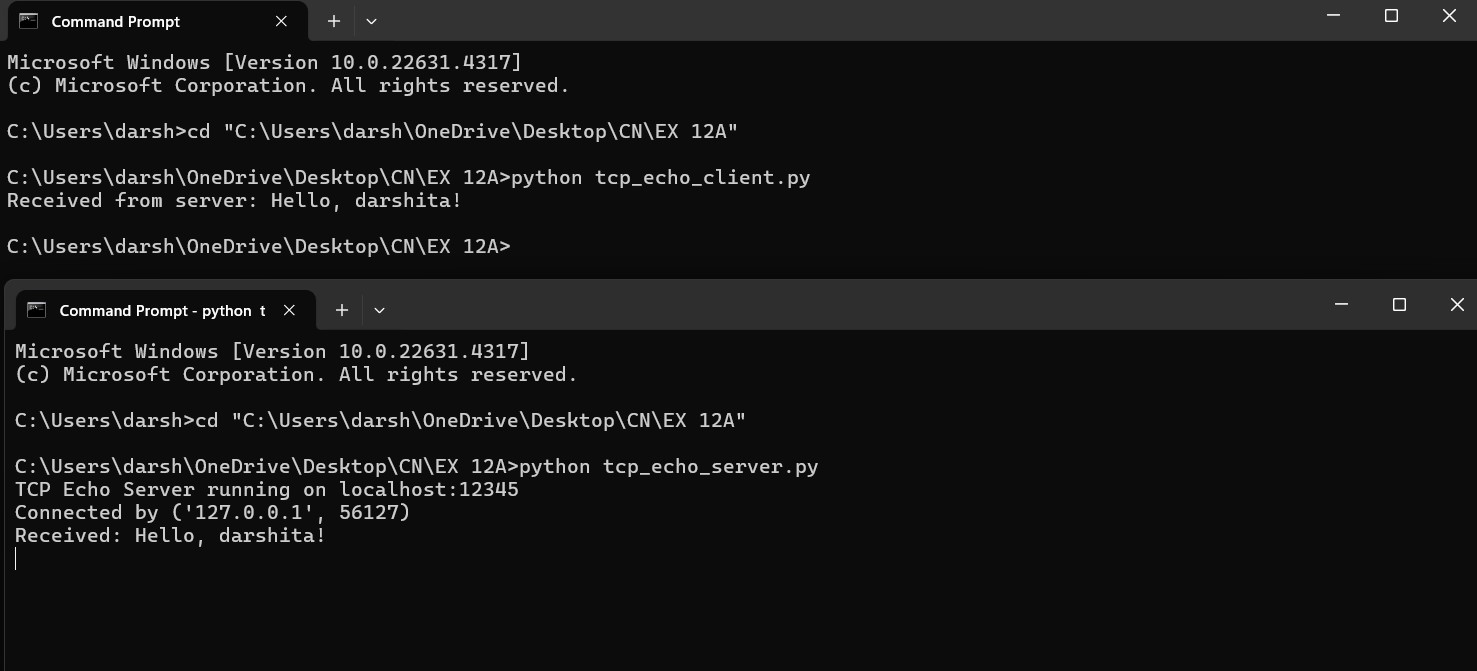 Command Prompt
Microsoft Windows [Version 10.0.22631.4317]
(c) Microsoft Corporation. All rights reserved.
C:\Users\darsh>cd "C:\Users\darsh\OneDrive\Desktop\CN\EX 12A"
C:\Users\darsh\OneDrive\Desktop\CN\EX 12A>python tcp_echo_client.py
Received from server: Hello, darshita!
C:\Users\darsh\OneDrive\Desktop\CN\EX 12A>
Command Prompt - python t
Microsoft Windows [Version 10.0.22631.4317]
(c) Microsoft Corporation. All rights reserved.
C:\Users\darsh>cd "C:\Users\darsh\OneDrive\Desktop\CN\EX 12A"
C:\Users\darsh\OneDrive\Desktop\CN\EX 12A>python tcp_echo_server.py
TCP Echo Server running on localhost:12345
Connected by ('127.0.0.1', 56127)
Received: Hello, darshita!